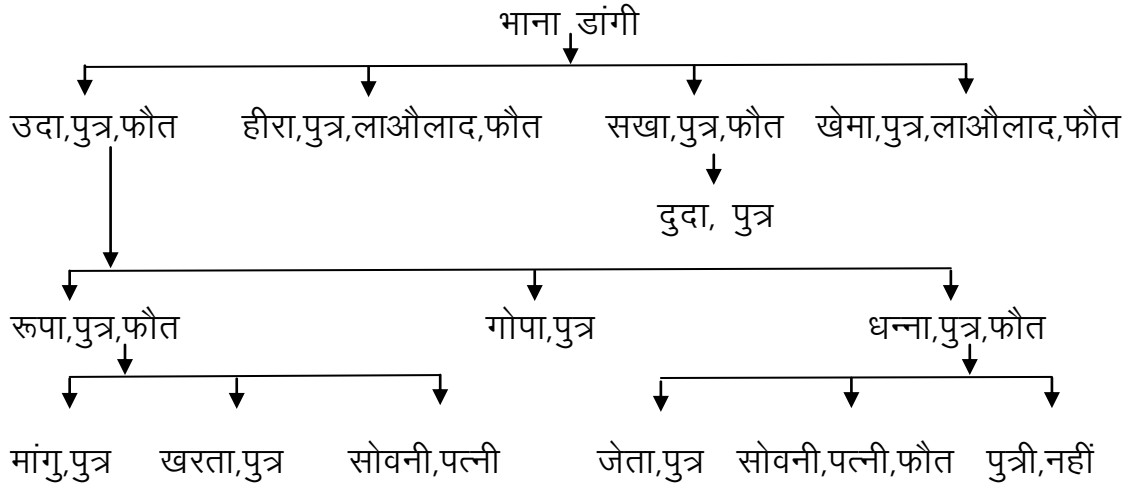 भाना डांगी
उदा,पुत्र,फौत हीरा,पुत्र,लाऔलाद,फौत सखा,पुत्र,फौत खेमा,पुत्र,लाऔलाद,फौत
दुदा, पुत्र
रूपा,पुत्र,फौत गोपा,पुत्र धन्ना,पुत्र,फौत
मांगु,पुत्र खरता,पुत्र सोवनी,पत्नी जेता,पुत्र सोवनी,पत्नी,फौत पुत्री,नहीं